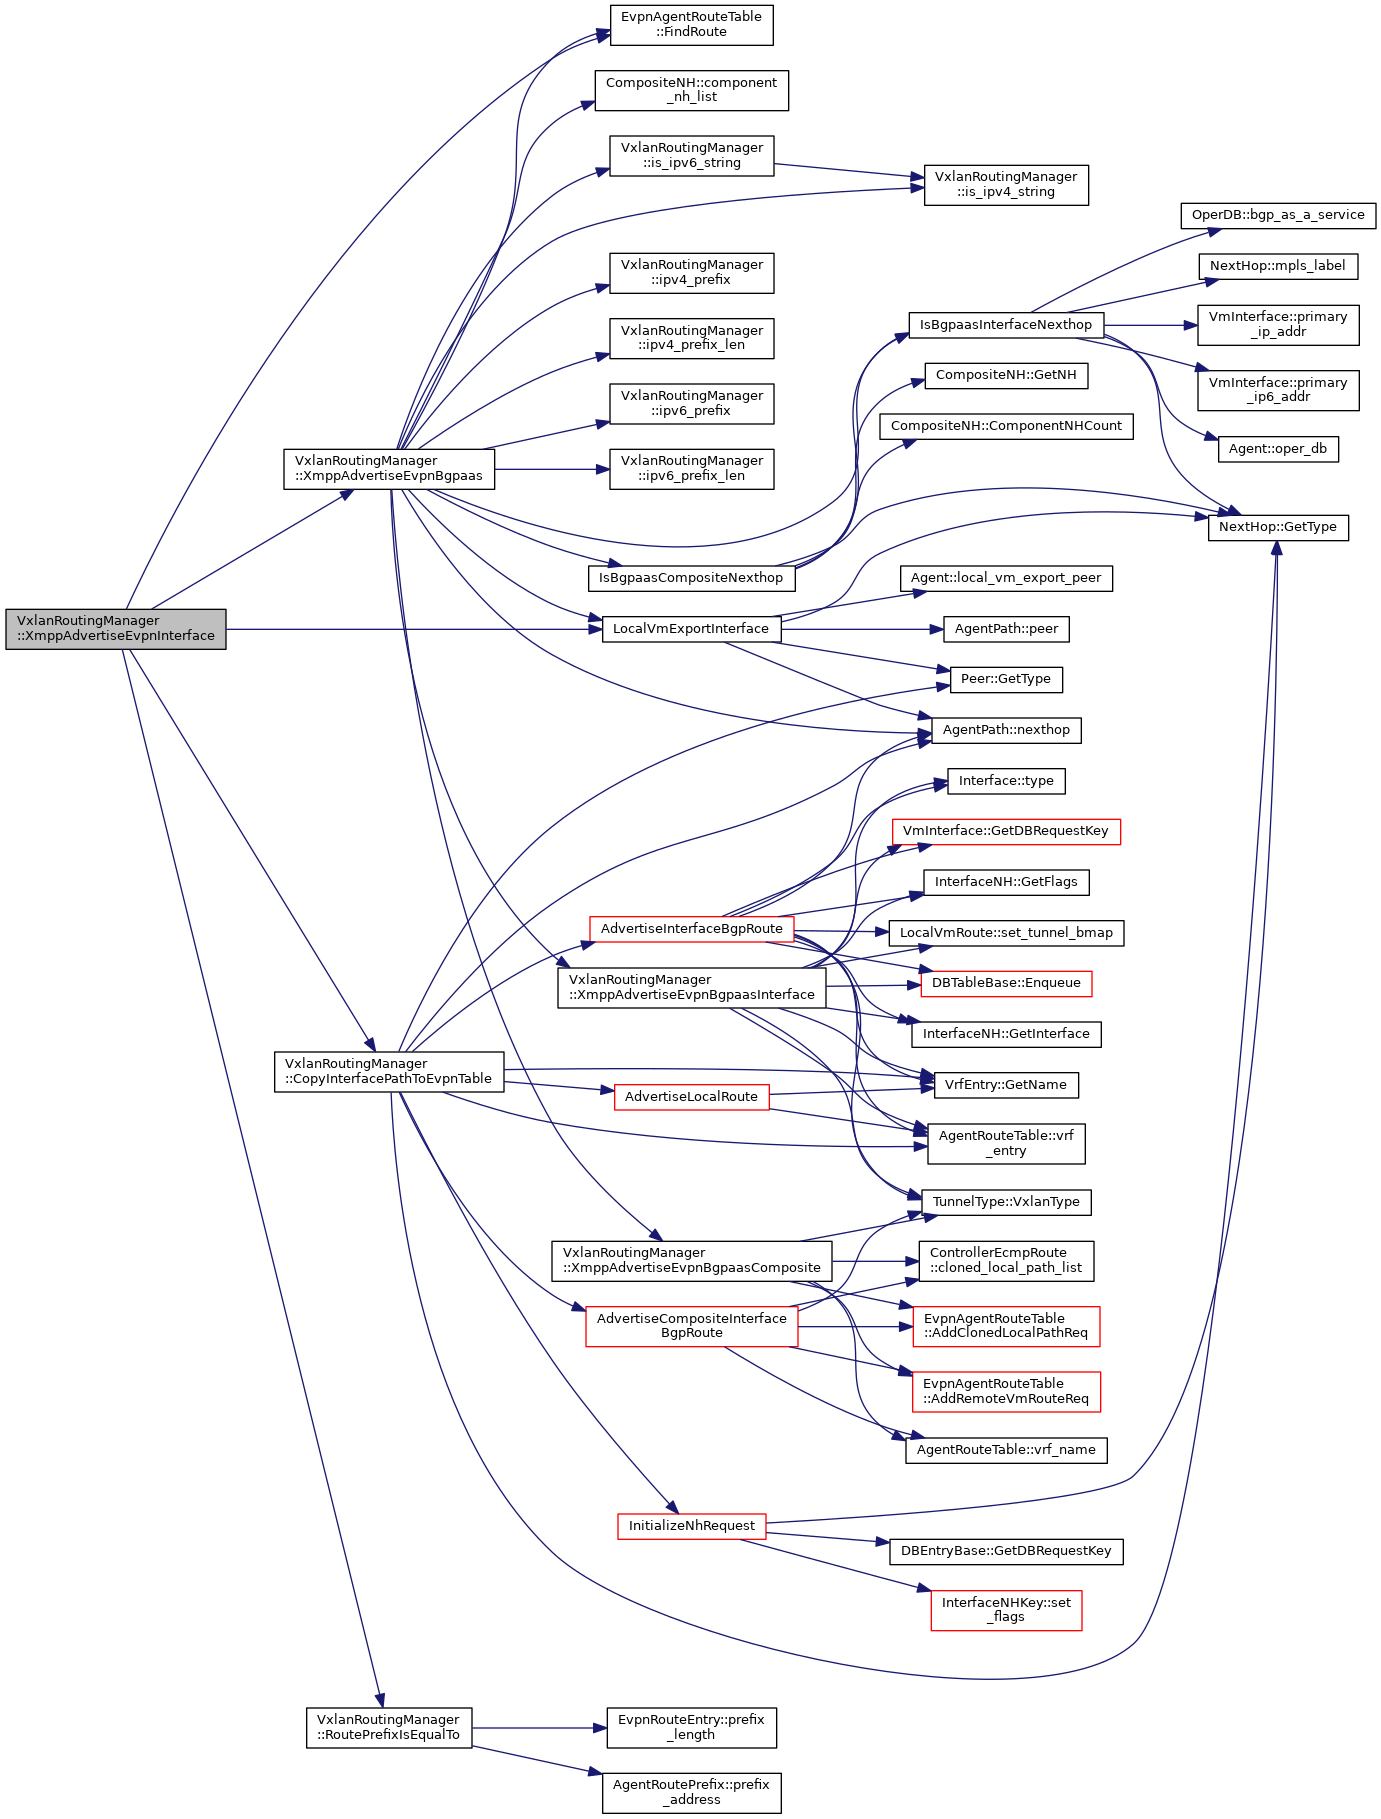 EvpnAgentRouteTable
::FindRoute
CompositeNH::component
_nh_list
VxlanRoutingManager
::is_ipv6_string
VxlanRoutingManager
::is_ipv4_string
OperDB::bgp_as_a_service
VxlanRoutingManager
::ipv4_prefix
NextHop::mpls_label
IsBgpaasInterfaceNexthop
VmInterface::primary
_ip_addr
VxlanRoutingManager
::ipv4_prefix_len
CompositeNH::GetNH
VmInterface::primary
_ip6_addr
VxlanRoutingManager
::ipv6_prefix
CompositeNH::ComponentNHCount
Agent::oper_db
VxlanRoutingManager
::XmppAdvertiseEvpnBgpaas
VxlanRoutingManager
::ipv6_prefix_len
NextHop::GetType
IsBgpaasCompositeNexthop
Agent::local_vm_export_peer
VxlanRoutingManager
::XmppAdvertiseEvpnInterface
LocalVmExportInterface
AgentPath::peer
Peer::GetType
AgentPath::nexthop
Interface::type
VmInterface::GetDBRequestKey
InterfaceNH::GetFlags
AdvertiseInterfaceBgpRoute
LocalVmRoute::set_tunnel_bmap
VxlanRoutingManager
::XmppAdvertiseEvpnBgpaasInterface
DBTableBase::Enqueue
InterfaceNH::GetInterface
VxlanRoutingManager
::CopyInterfacePathToEvpnTable
VrfEntry::GetName
AdvertiseLocalRoute
AgentRouteTable::vrf
_entry
TunnelType::VxlanType
VxlanRoutingManager
::XmppAdvertiseEvpnBgpaasComposite
ControllerEcmpRoute
::cloned_local_path_list
AdvertiseCompositeInterface
BgpRoute
EvpnAgentRouteTable
::AddClonedLocalPathReq
EvpnAgentRouteTable
::AddRemoteVmRouteReq
AgentRouteTable::vrf_name
InitializeNhRequest
DBEntryBase::GetDBRequestKey
InterfaceNHKey::set
_flags
VxlanRoutingManager
::RoutePrefixIsEqualTo
EvpnRouteEntry::prefix
_length
AgentRoutePrefix::prefix
_address